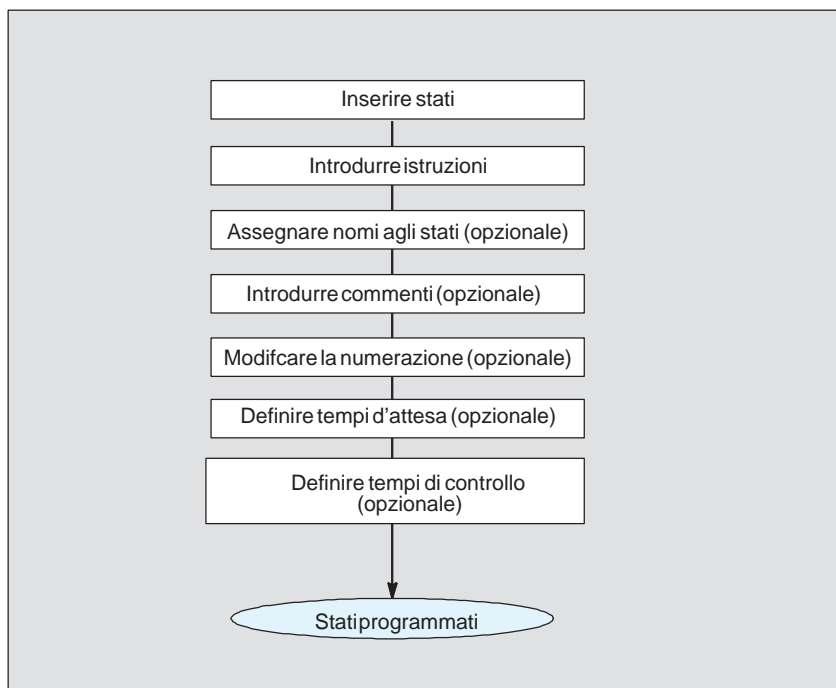 Inserire stati
Introdurre istruzioni
Assegnare nomi agli stati (opzionale)
Introdurre commenti (opzionale)
Modifcare la numerazione (opzionale)
Definire tempi d'attesa (opzionale)
Definire tempi di controllo
(opzionale)
Stati programmati